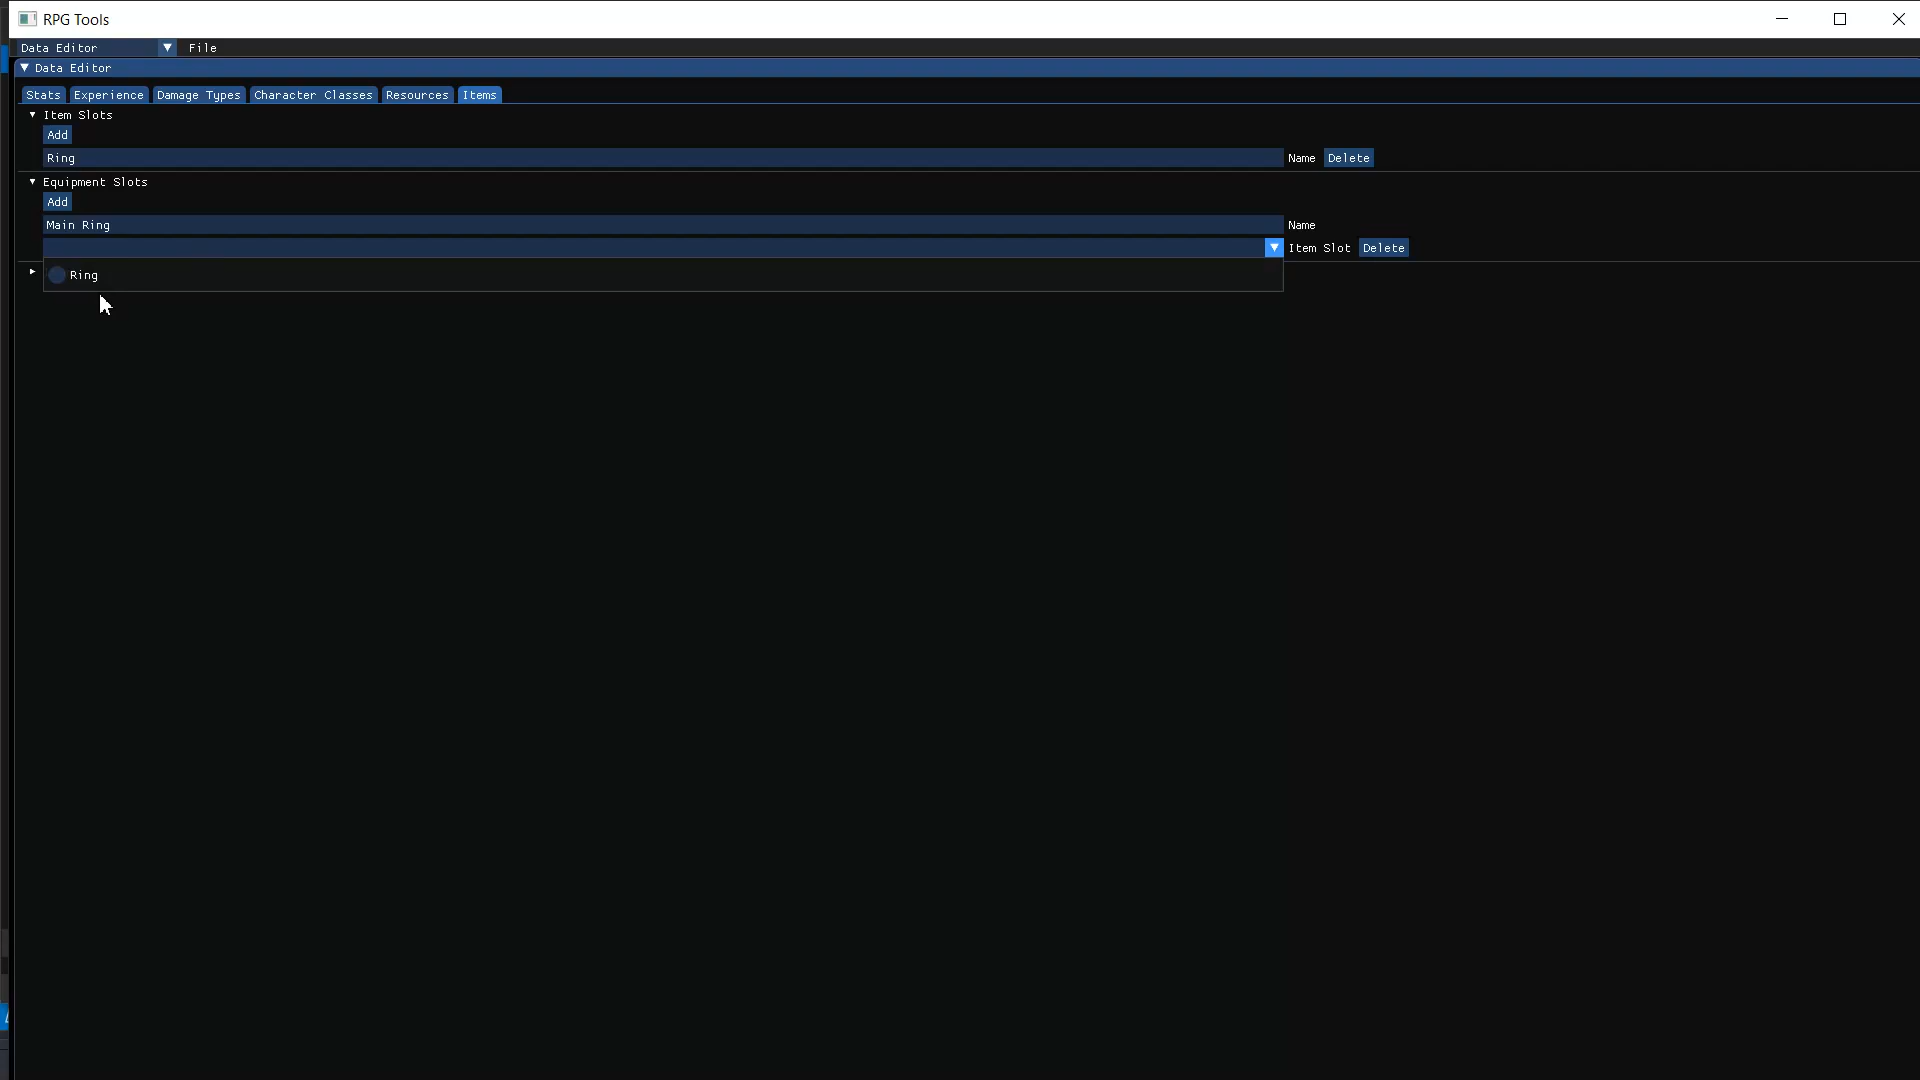 RPG Tools
Data Editor File
Data Editor
Stats Experience Damage Types Character Classes Resources Items
Item Slots
Add
Ring Name Delete
Equipment Slots
Add
Main Ring Name
Item Slot Delete
Ring